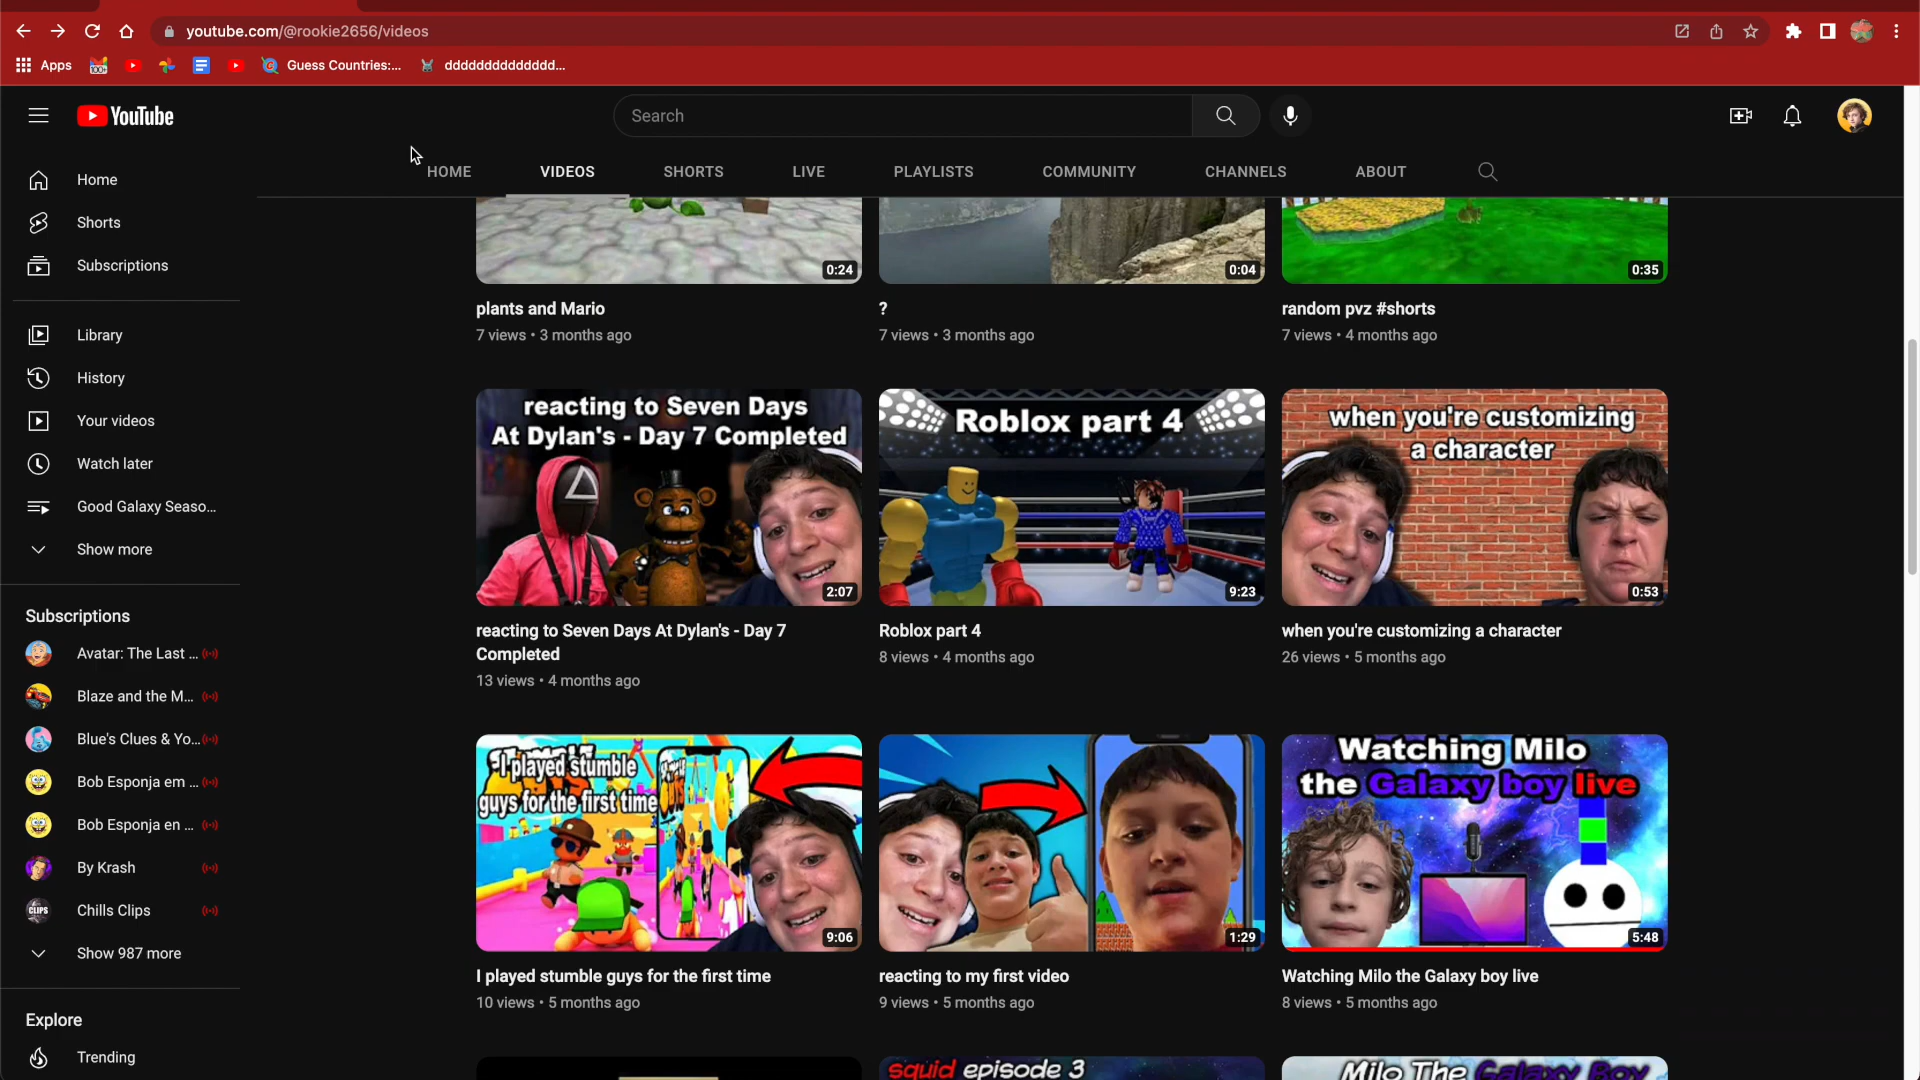 youtube.com/@rookie2656/videos
Apps
Guess Countries:...
dddddddddddddd...
YouTube
Search
HOME
VIDEOS
SHORTS
LIVE
PLAYLISTS
COMMUNITY
CHANNELS
ABOUT
Home
Shorts
Subscriptions
Library
History
Your videos
Watch later
Good Galaxy Seaso...
Show more
Subscriptions
Avatar: The Last ...
Blaze and the M...
Blue's Clues & Yo...
Bob Esponja em ...
Bob Esponja en ...
By Krash
CLIPS
Chills Clips
Show 987 more
Explore
Trending
0:24
plants and Mario
7 views • 3 months ago
0:04
?
7 views • 3 months ago
0:35
random pvz #shorts
7 views • 4 months ago
reacting to Seven Days
At Dylan's - Day 7 Completed
2:07
reacting to Seven Days At Dylan's - Day 7
Completed
13 views • 4 months ago
Roblox part 4
9:23
Roblox part 4
8 views • 4 months ago
when you're customizing
a character
0:53
when you're customizing a character
26 views • 5 months ago
I played stumble
guys for the first time
9:06
I played stumble guys for the first time
10 views • 5 months ago
1:29
reacting to my first video
9 views • 5 months ago
Watching Milo
the Galaxy boy live
5:48
Watching Milo the Galaxy boy live
8 views • 5 months ago
squid episode 3
Milo The Galaxy Boy